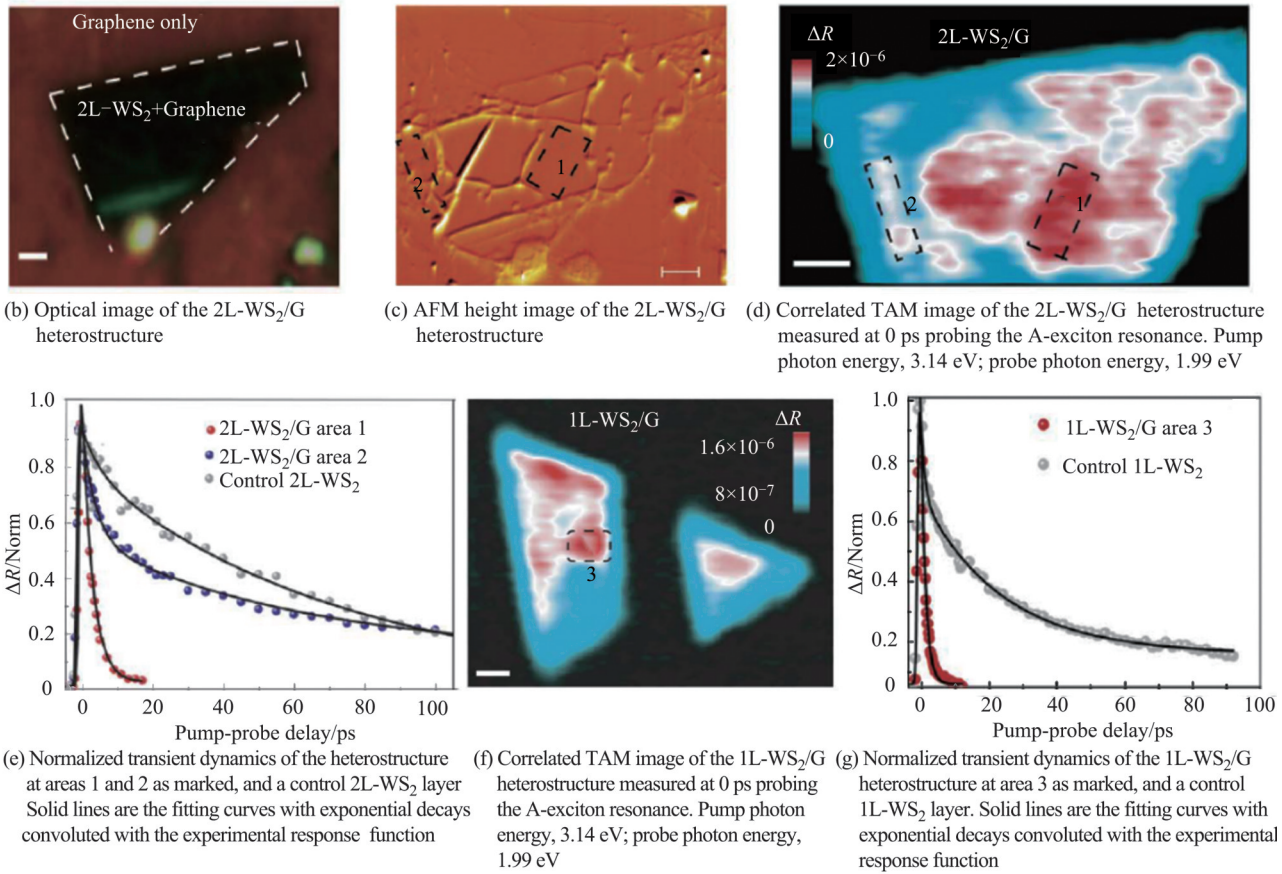 Graphene only
2L−WS₂+Graphene
1
2
ΔR
2×10⁻⁶
0
2L-WS₂/G
2
1
(b) Optical image of the 2L-WS₂/G
heterostructure
(c) AFM height image of the 2L-WS₂/G
heterostructure
(d) Correlated TAM image of the 2L-WS₂/G heterostructure
measured at 0 ps probing the A-exciton resonance. Pump
photon energy, 3.14 eV; probe photon energy, 1.99 eV
1.0
0.8
0.6
0.4
0.2
0
ΔR/Norm
2L-WS₂/G area 1
2L-WS₂/G area 2
Control 2L-WS₂
0 20 40 60 80 100
Pump-probe delay/ps
1L-WS₂/G
ΔR
1.6×10⁻⁶
8×10⁻⁷
0
3
1.0
0.8
0.6
0.4
0.2
0
ΔR/Norm
1L-WS₂/G area 3
Control 1L-WS₂
0 20 40 60 80 100
Pump-probe delay/ps
(e) Normalized transient dynamics of the heterostructure
at areas 1 and 2 as marked, and a control 2L-WS₂ layer
Solid lines are the fitting curves with exponential decays
convoluted with the experimental response function
(f) Correlated TAM image of the 1L-WS₂/G
heterostructure measured at 0 ps probing
the A-exciton resonance. Pump photon
energy, 3.14 eV; probe photon energy,
1.99 eV
(g) Normalized transient dynamics of the 1L-WS₂/G
heterostructure at area 3 as marked, and a control
1L-WS₂ layer. Solid lines are the fitting curves with
exponential decays convoluted with the experimental
response function